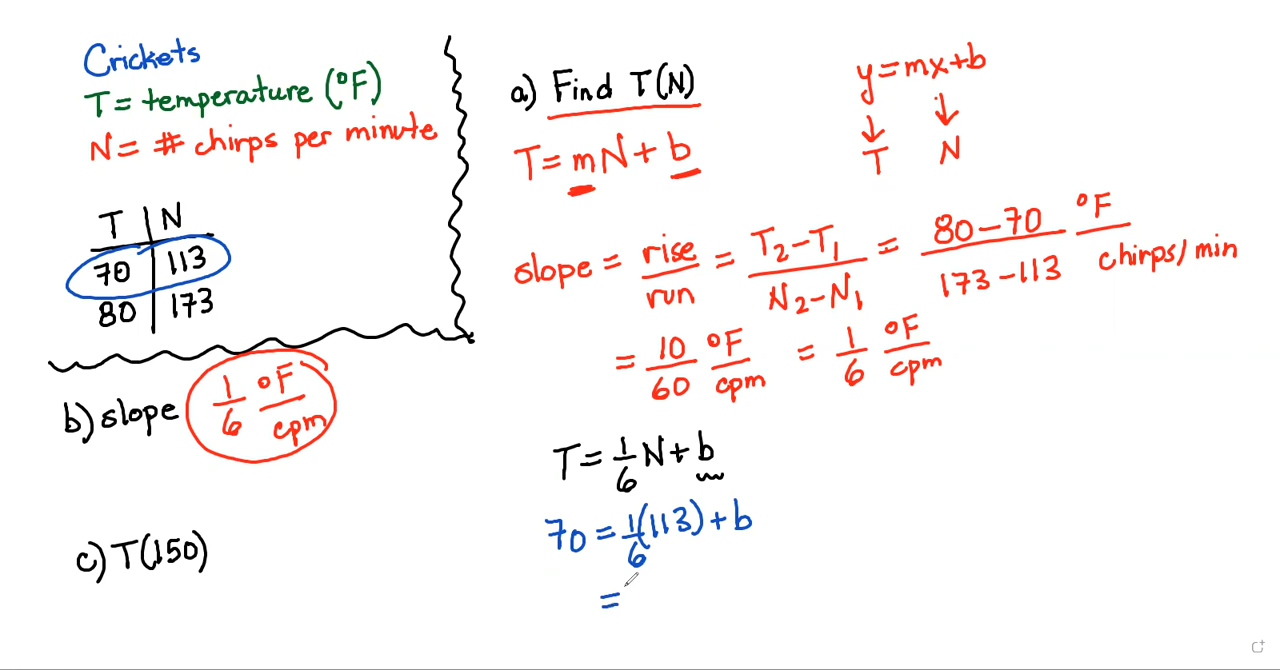 Crickets
T = temperature (°F)
N = # chirps per minute
T | N
70 | 113
80 | 173
b) slope 1/6 °F/cpm
c) T(150)
a) Find T(N)
y = mx + b
↓ ↓
T N
T = mN + b
slope = rise/run = (T₂ − T₁)/(N₂ − N₁) = (80 − 70)/(173 − 113) °F/(chirps/min)
= 10/60 °F/cpm = 1/6 °F/cpm
T = 1/6 N + b
70 = 1/6 (113) + b
=